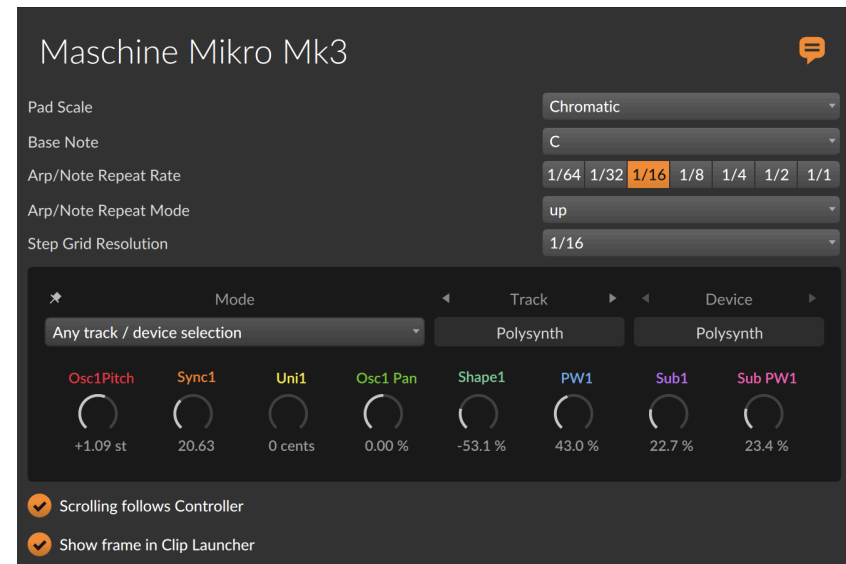 Maschine Mikro Mk3
Pad Scale Chromatic
Base Note C
Arp/Note Repeat Rate 1/64 1/32 1/16 1/8 1/4 1/2 1/1
Arp/Note Repeat Mode up
Step Grid Resolution 1/16
Mode Track Device
Any track / device selection Polysynth Polysynth
Osc1Pitch Sync1 Uni1 Osc1 Pan Shape1 PW1 Sub1 Sub PW1
+1.09 st 20.63 0 cents 0.00 % -53.1 % 43.0 % 22.7 % 23.4 %
Scrolling follows Controller
Show frame in Clip Launcher